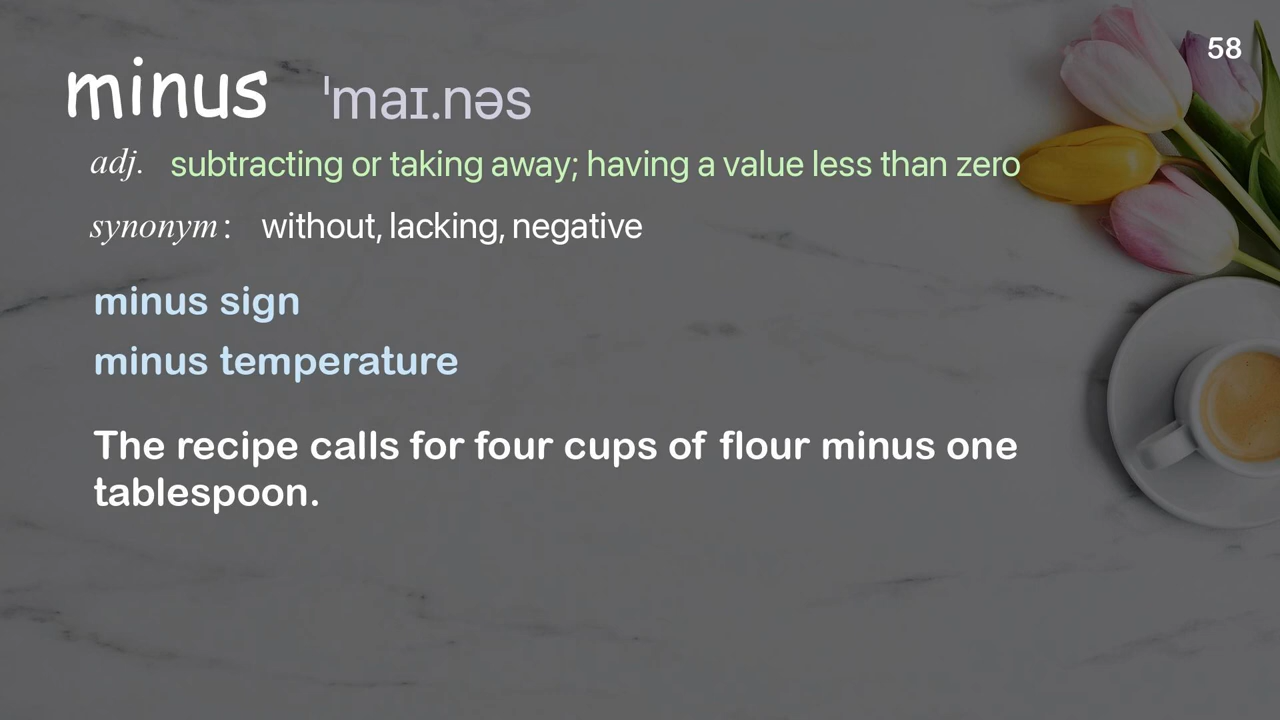 58
minus ˈmaɪ.nəs
adj. subtracting or taking away; having a value less than zero
synonym: without, lacking, negative
minus sign
minus temperature
The recipe calls for four cups of flour minus one
tablespoon.